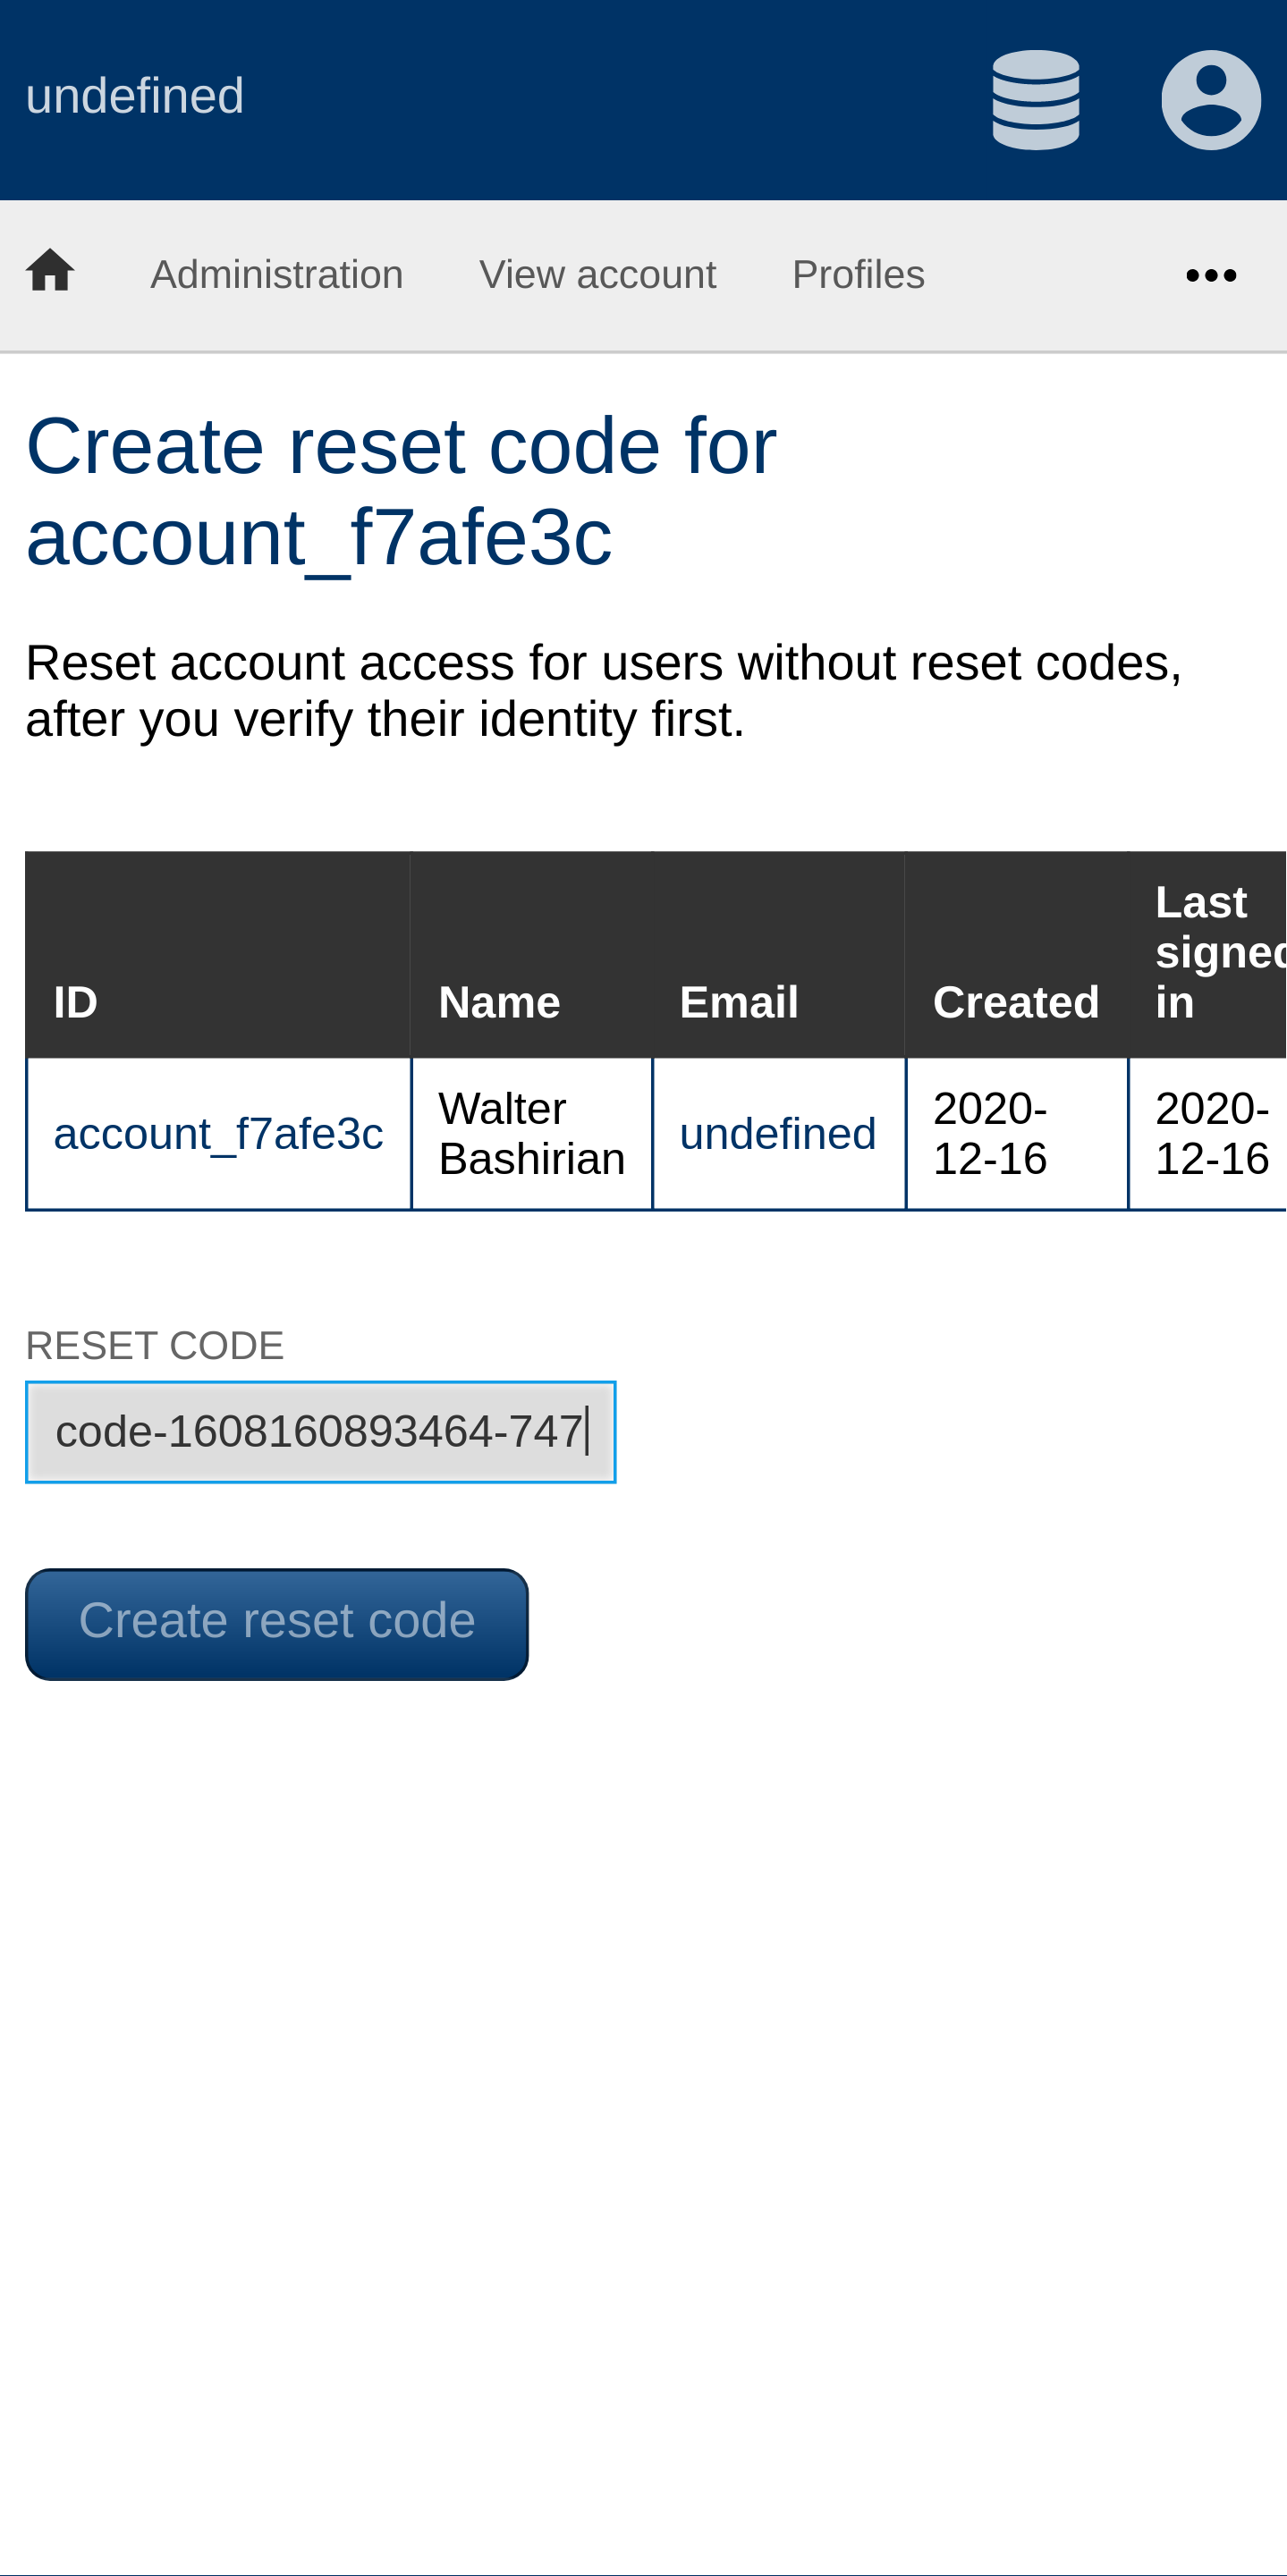 undefined
Administration View account Profiles
Create reset code for
account_f7afe3c
Reset account access for users without reset codes,
after you verify their identity first.
ID Name Email Created Last signed in
account_f7afe3c Walter Bashirian undefined 2020-12-16 2020-12-16
RESET CODE
code-1608160893464-747
Create reset code